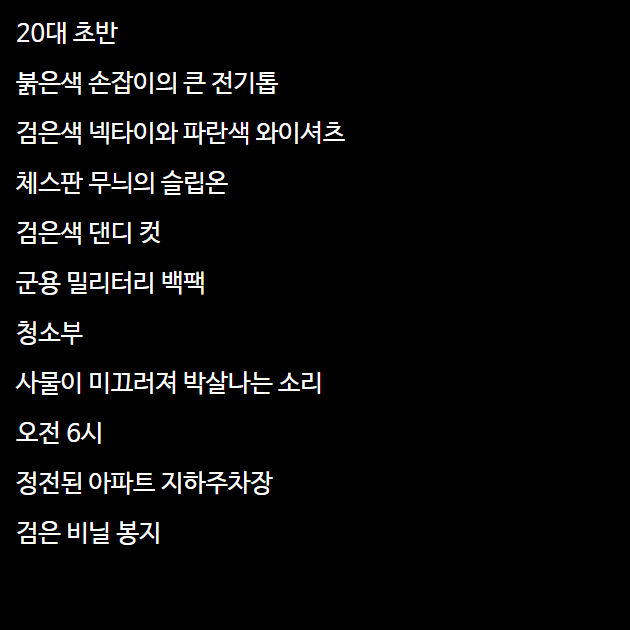 20대 초반
붉은색 손잡이의 큰 전기톱
검은색 넥타이와 파란색 와이셔츠
체스판 무늬의 슬립온
검은색 댄디 컷
군용 밀리터리 백팩
청소부
사물이 미끄러져 박살나는 소리
오전 6시
정전된 아파트 지하주차장
검은 비닐 봉지